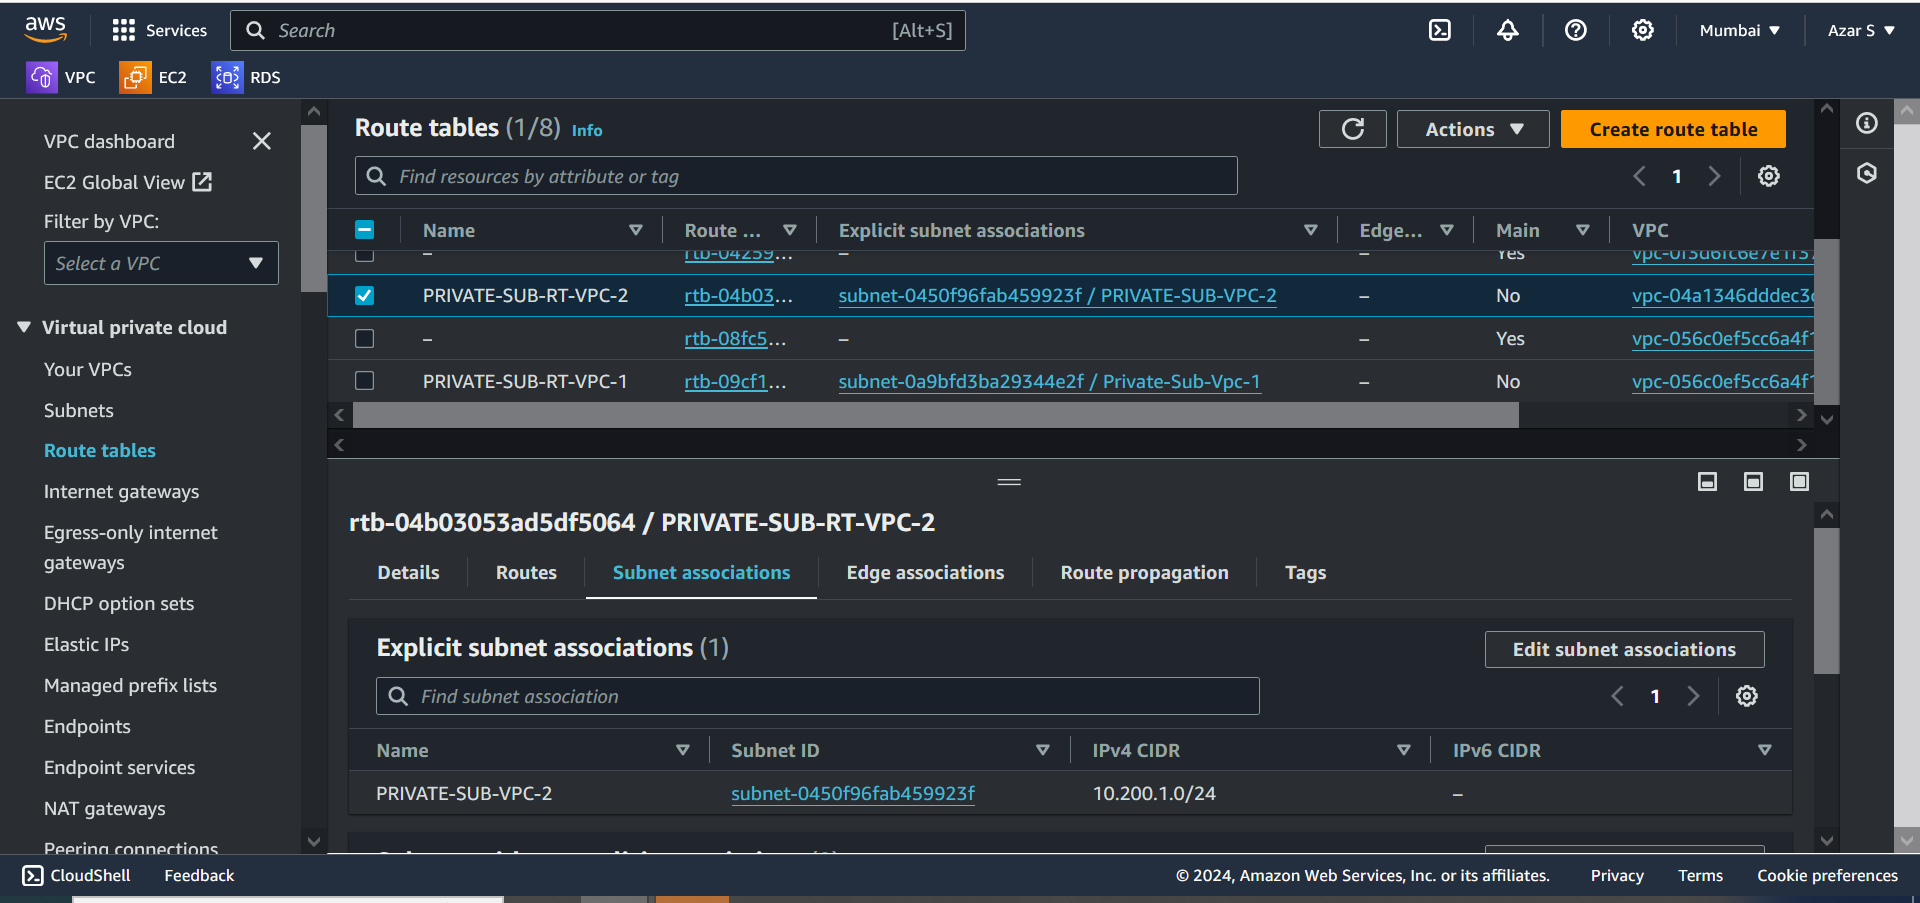 aws
Services
Search
[Alt+S]
Mumbai
Azar S
VPC
EC2
RDS
VPC dashboard
EC2 Global View
Filter by VPC:
Select a VPC
Virtual private cloud
Your VPCs
Subnets
Route tables
Internet gateways
Egress-only internet
gateways
DHCP option sets
Elastic IPs
Managed prefix lists
Endpoints
Endpoint services
NAT gateways
Peering connections
Route tables (1/8) Info
Actions
Create route table
Find resources by attribute or tag
1
Name Route ... Explicit subnet associations Edge... Main VPC
– rtb-04259... – – Yes
PRIVATE-SUB-RT-VPC-2 rtb-04b03... subnet-0450f96fab459923f / PRIVATE-SUB-VPC-2 – No vpc-04a1346dddec3c
– rtb-08fc5... – – Yes vpc-056c0ef5cc6a4f1
PRIVATE-SUB-RT-VPC-1 rtb-09cf1... subnet-0a9bfd3ba29344e2f / Private-Sub-Vpc-1 – No vpc-056c0ef5cc6a4f1
rtb-04b03053ad5df5064 / PRIVATE-SUB-RT-VPC-2
Details Routes Subnet associations Edge associations Route propagation Tags
Explicit subnet associations (1)
Edit subnet associations
Find subnet association
1
Name Subnet ID IPv4 CIDR IPv6 CIDR
PRIVATE-SUB-VPC-2 subnet-0450f96fab459923f 10.200.1.0/24 –
CloudShell Feedback
© 2024, Amazon Web Services, Inc. or its affiliates. Privacy Terms Cookie preferences